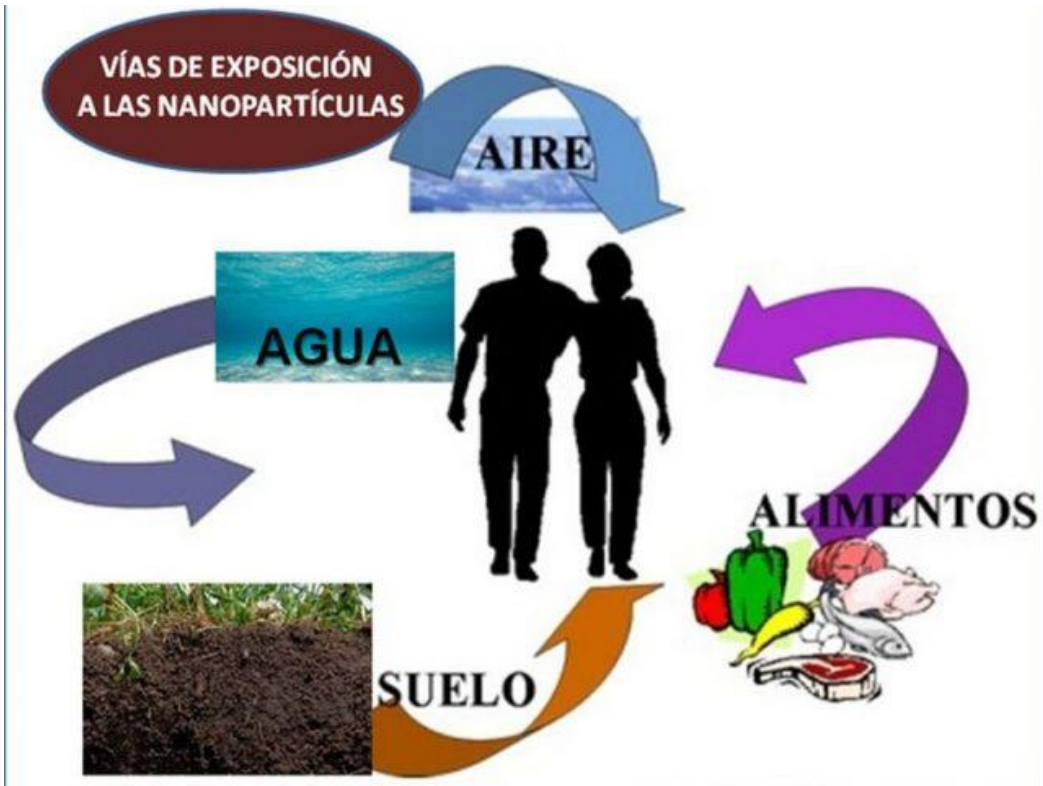 VÍAS DE EXPOSICIÓN
A LAS NANOPARTÍCULAS
AIRE
AGUA
ALIMENTOS
SUELO